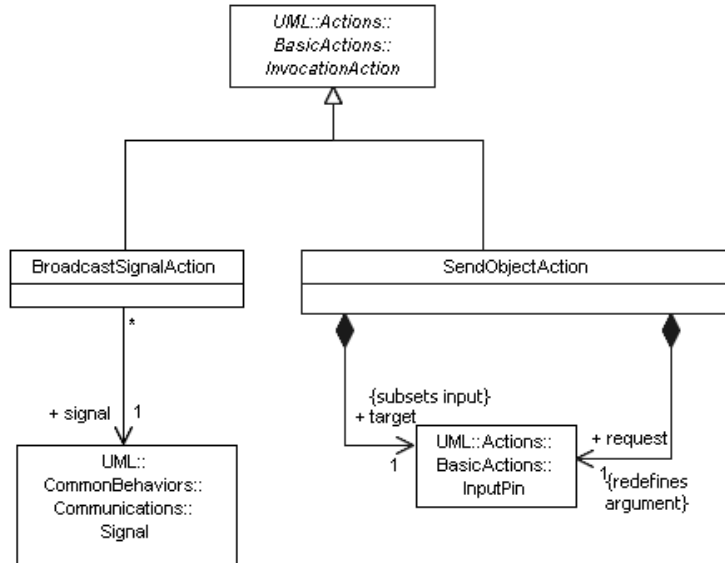 UML::Actions::
BasicActions::
InvocationAction
BroadcastSignalAction
SendObjectAction
*
+ signal
1
UML::
CommonBehaviors::
Communications::
Signal
{subsets input}
+ target
1
UML::Actions::
BasicActions::
InputPin
+ request
1
{redefines
argument}